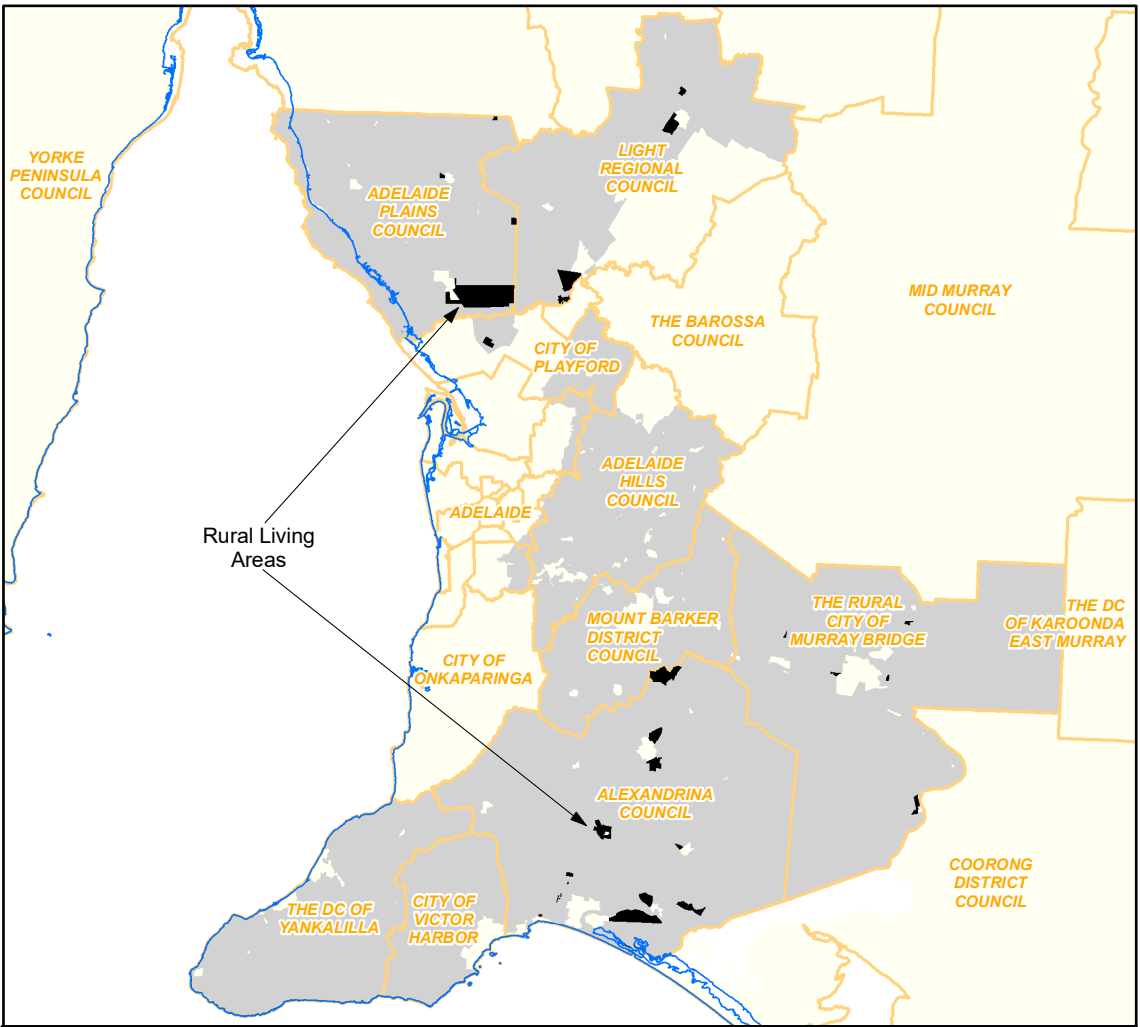 YORKE
PENINSULA
COUNCIL
LIGHT
REGIONAL
COUNCIL
ADELAIDE
PLAINS
COUNCIL
MID MURRAY
COUNCIL
THE BAROSSA
COUNCIL
CITY OF
PLAYFORD
ADELAIDE
HILLS
COUNCIL
ADELAIDE
Rural Living
Areas
THE RURAL
CITY OF
MURRAY BRIDGE
THE DC
OF KAROONDA
EAST MURRAY
MOUNT BARKER
DISTRICT
COUNCIL
CITY OF
ONKAPARINGA
ALEXANDRINA
COUNCIL
COORONG
DISTRICT
COUNCIL
THE DC OF
YANKALILLA
CITY OF
VICTOR
HARBOR